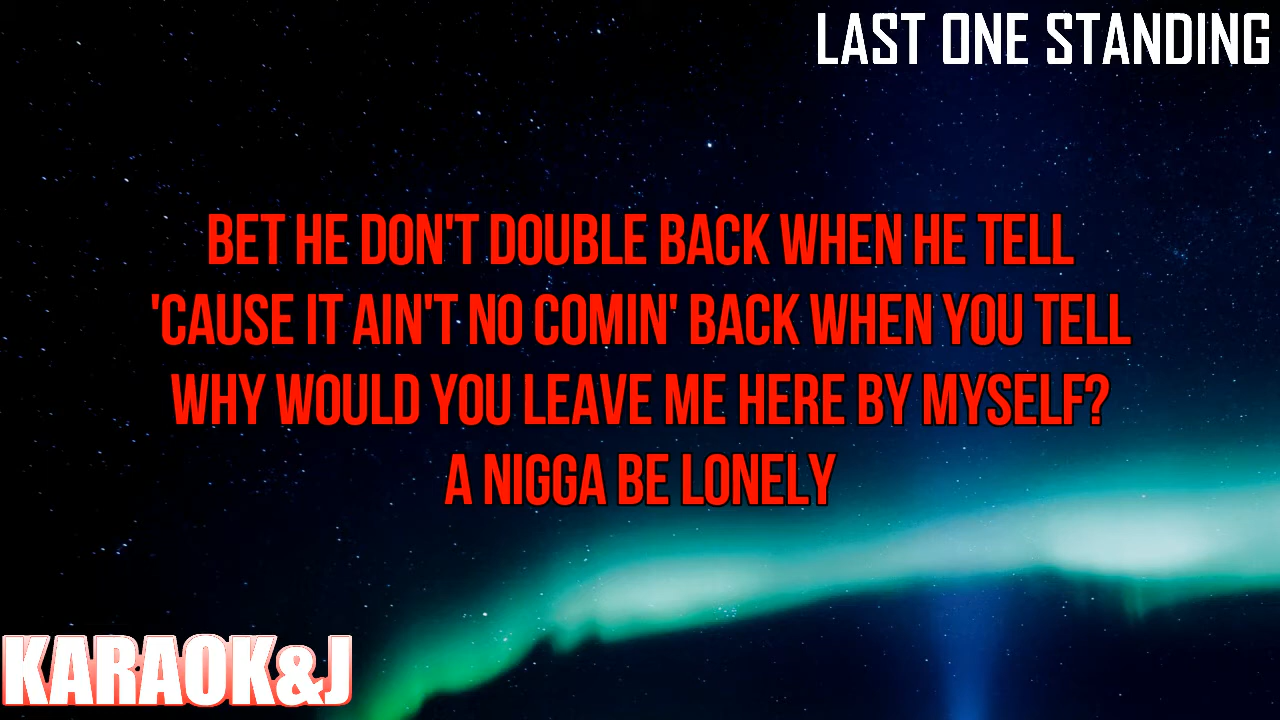 LAST ONE STANDING
BET HE DON'T DOUBLE BACK WHEN HE TELL
'CAUSE IT AIN'T NO COMIN' BACK WHEN YOU TELL
WHY WOULD YOU LEAVE ME HERE BY MYSELF?
A NIGGA BE LONELY
KARAOK&J